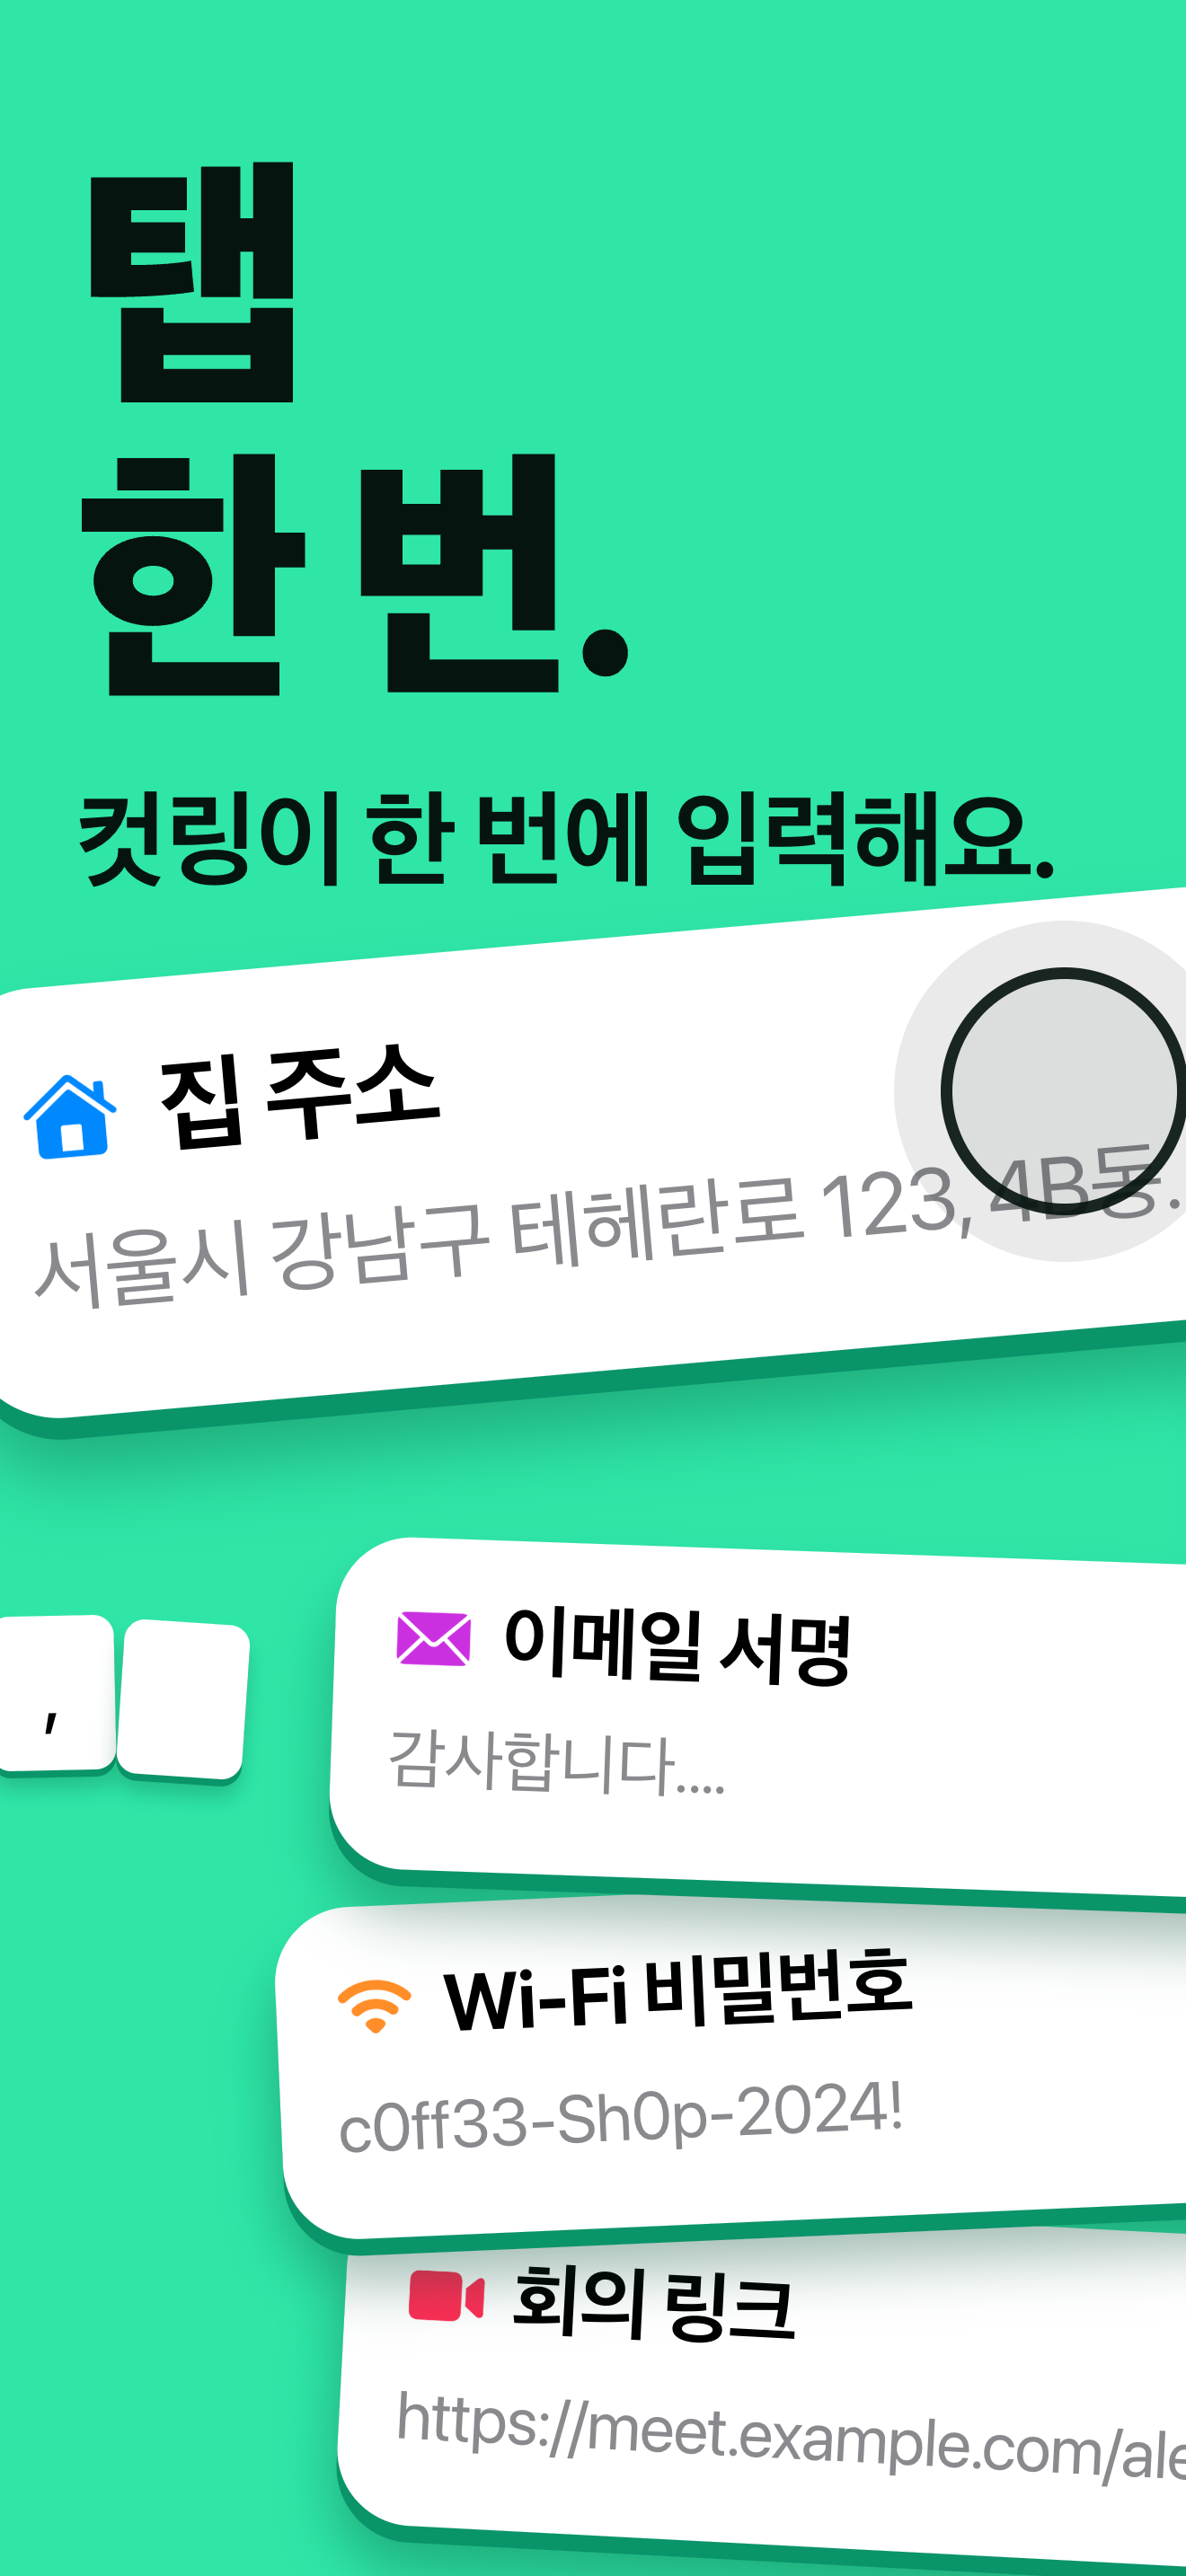 탭
한 번.
컷링이 한 번에 입력해요.
집 주소
서울시 강남구 테헤란로 123, 4B동.
,
이메일 서명
감사합니다....
Wi-Fi 비밀번호
c0ff33-Sh0p-2024!
회의 링크
https://meet.example.com/ale